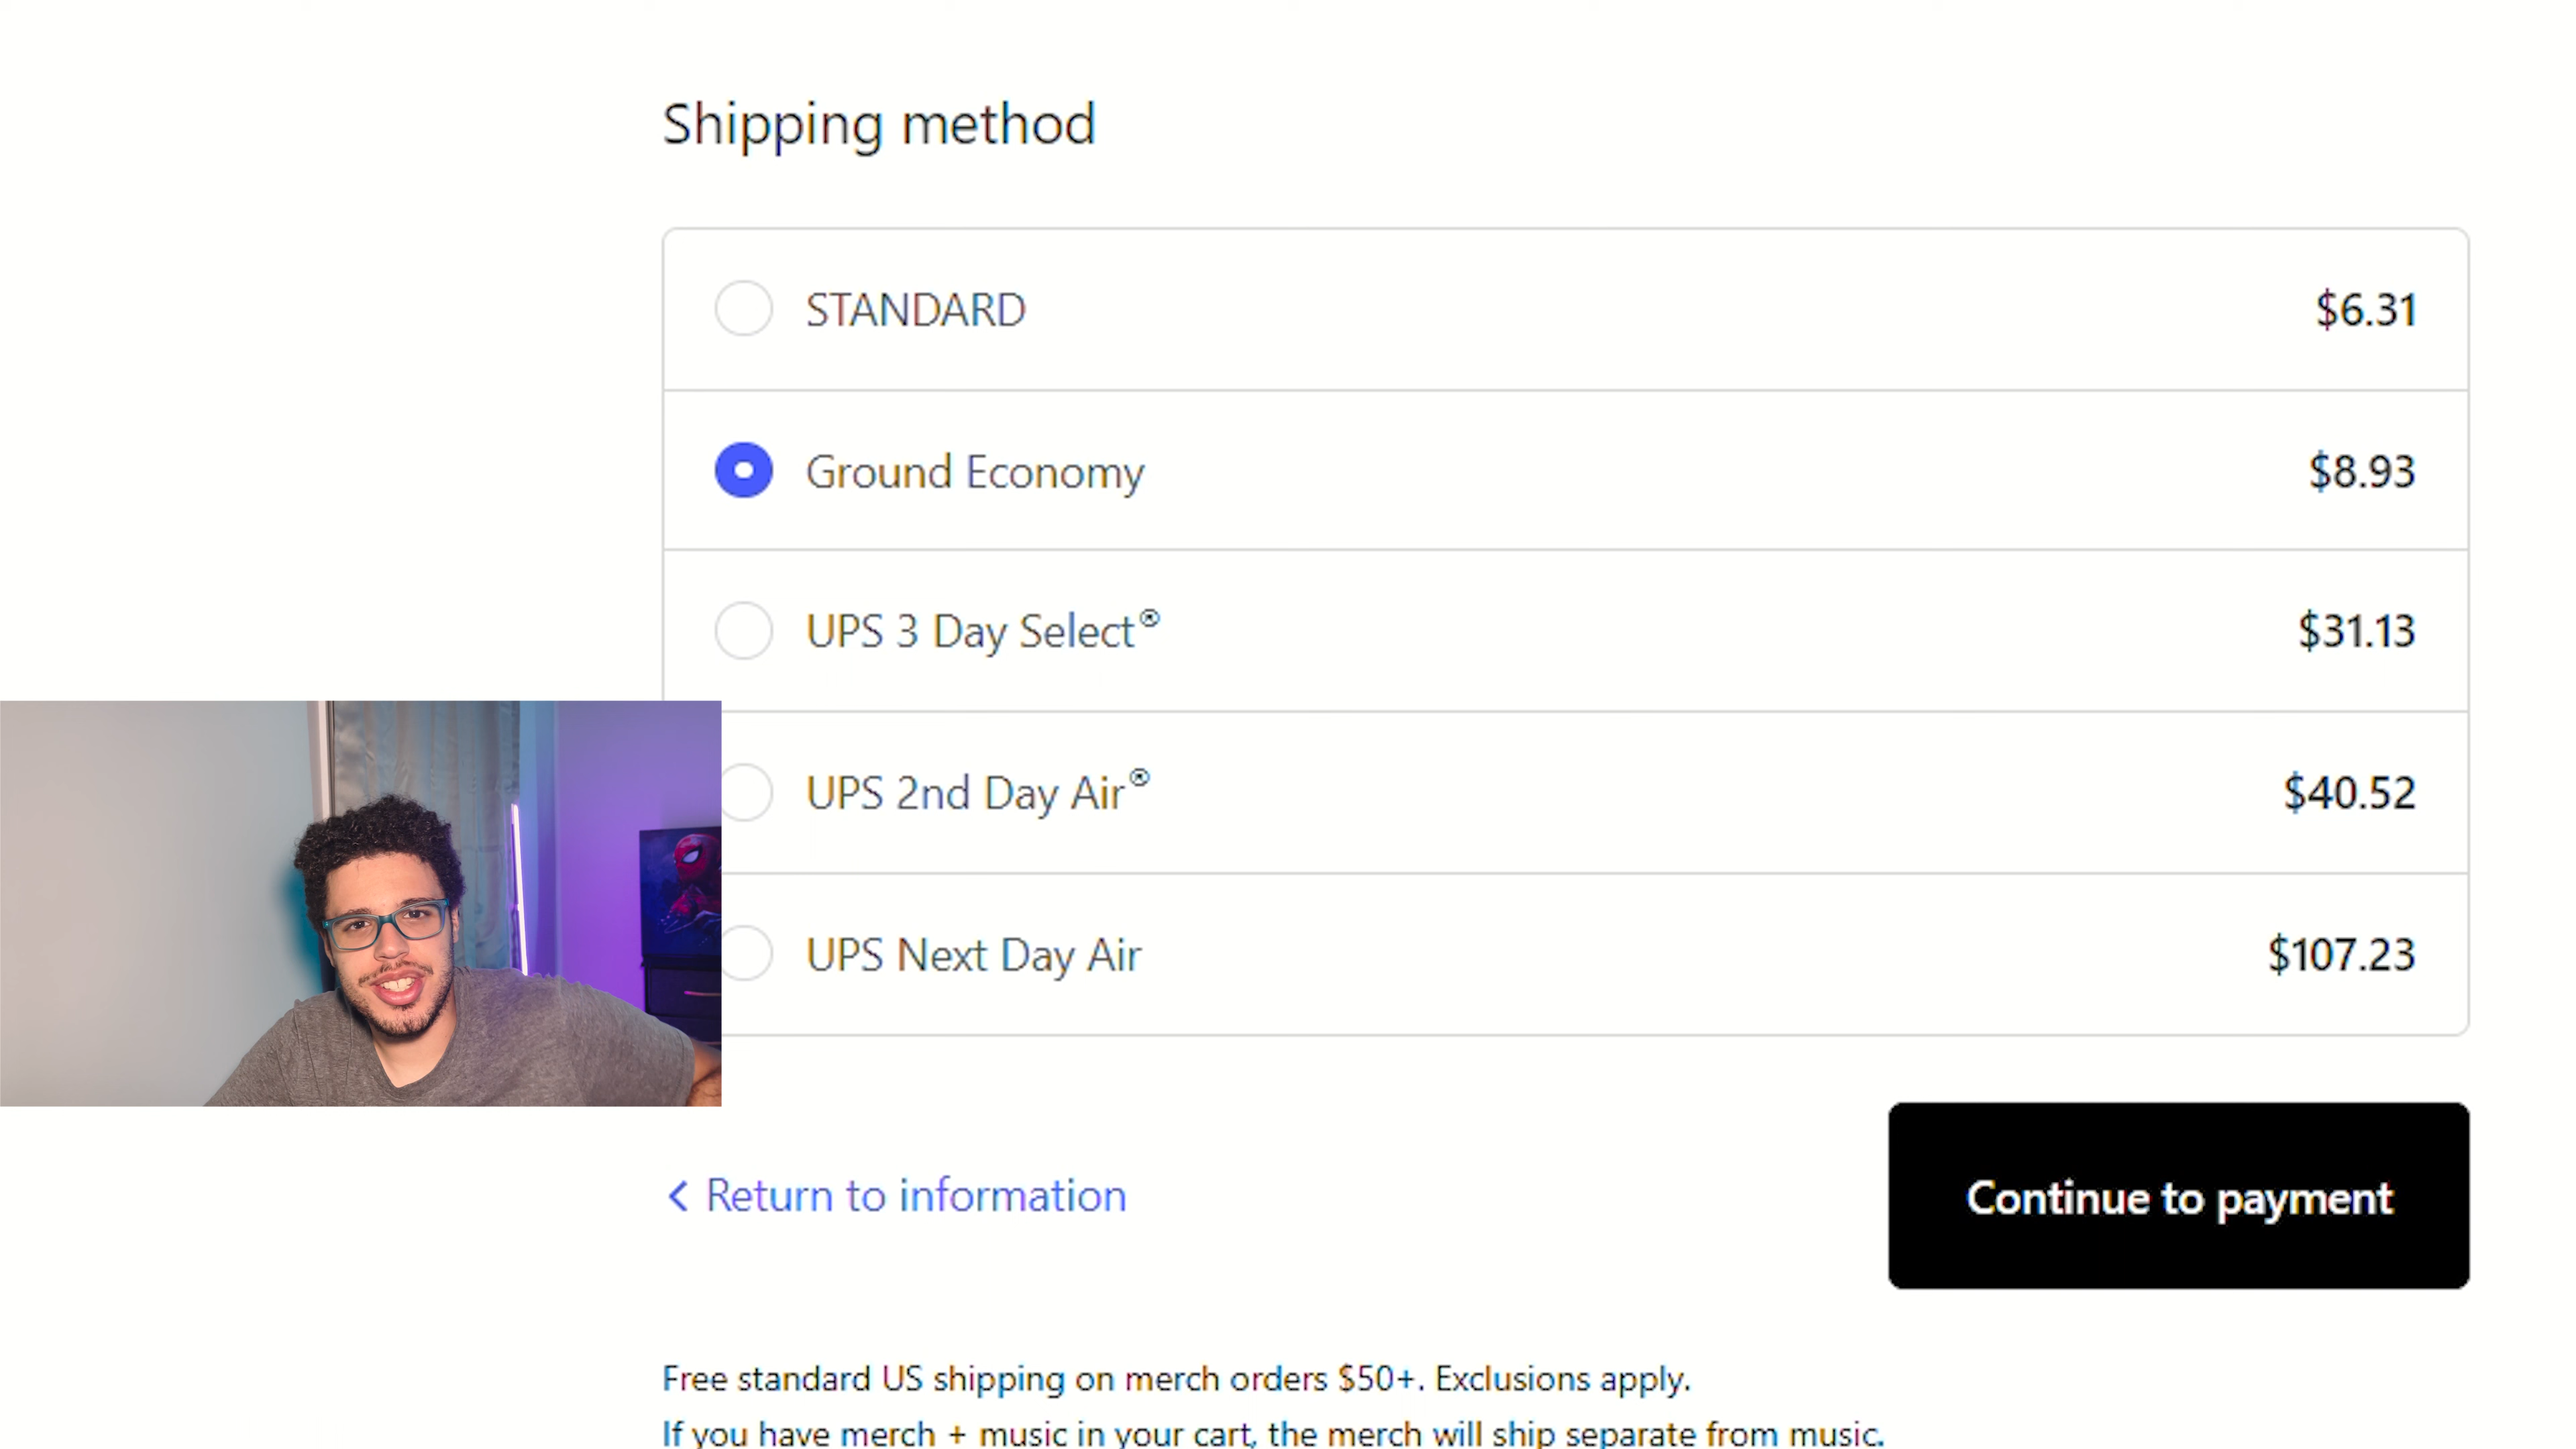 Shipping method
STANDARD $6.31
Ground Economy $8.93
UPS 3 Day Select® $31.13
UPS 2nd Day Air® $40.52
UPS Next Day Air $107.23
Return to information
Continue to payment
Free standard US shipping on merch orders $50+. Exclusions apply.
If you have merch + music in your cart, the merch will ship separate from music.